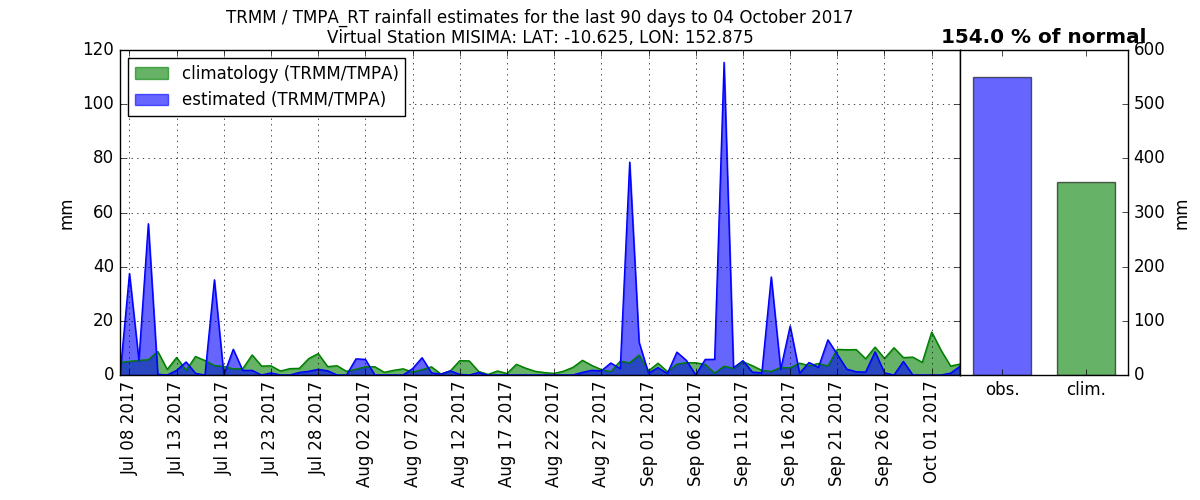 TRMM / TMPA_RT rainfall estimates for the last 90 days to 04 October 2017
Virtual Station MISIMA: LAT: -10.625, LON: 152.875
154.0 % of normal
climatology (TRMM/TMPA)
estimated (TRMM/TMPA)
mm
120
100
80
60
40
20
0
Jul 08 2017
Jul 13 2017
Jul 18 2017
Jul 23 2017
Jul 28 2017
Aug 02 2017
Aug 07 2017
Aug 12 2017
Aug 17 2017
Aug 22 2017
Aug 27 2017
Sep 01 2017
Sep 06 2017
Sep 11 2017
Sep 16 2017
Sep 21 2017
Sep 26 2017
Oct 01 2017
obs.
clim.
600
500
400
300
200
100
0
mm